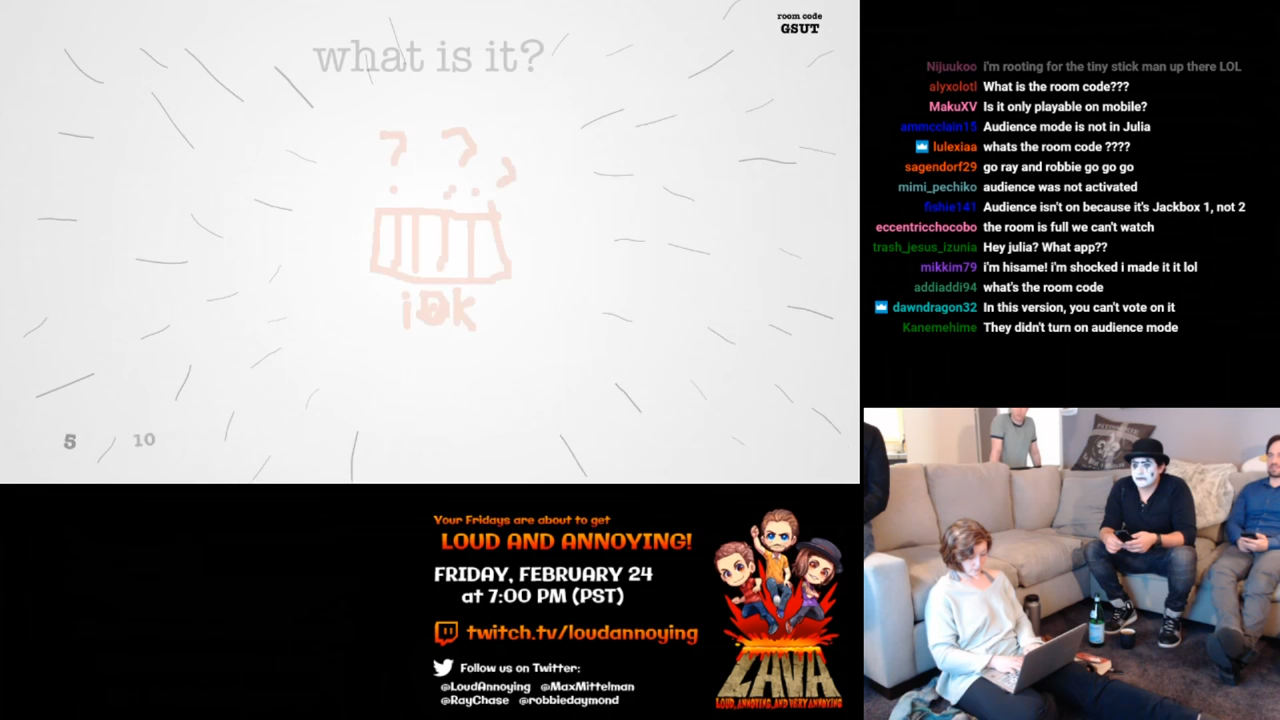 room code
GSUT
what is it?
? ? ?
idk
5 10
Nijuukoo i'm rooting for the tiny stick man up there LOL
alyxolotl What is the room code???
MakuXV Is it only playable on mobile?
ammcclain15 Audience mode is not in Julia
lulexiaa whats the room code ????
sagendorf29 go ray and robbie go go go
mimi_pechiko audience was not activated
fishie141 Audience isn't on because it's Jackbox 1, not 2
eccentricchocobo the room is full we can't watch
trash_jesus_izunia Hey julia? What app??
mikkim79 i'm hisame! i'm shocked i made it it lol
addiaddi94 what's the room code
dawndragon32 In this version, you can't vote on it
Kanemehime They didn't turn on audience mode
Your Fridays are about to get
LOUD AND ANNOYING!
FRIDAY, FEBRUARY 24
at 7:00 PM (PST)
twitch.tv/loudannoying
Follow us on Twitter:
@LoudAnnoying @MaxMittelman
@RayChase @robbiedaymond
LAVA
LOUD, ANNOYING, AND VERY ANNOYING